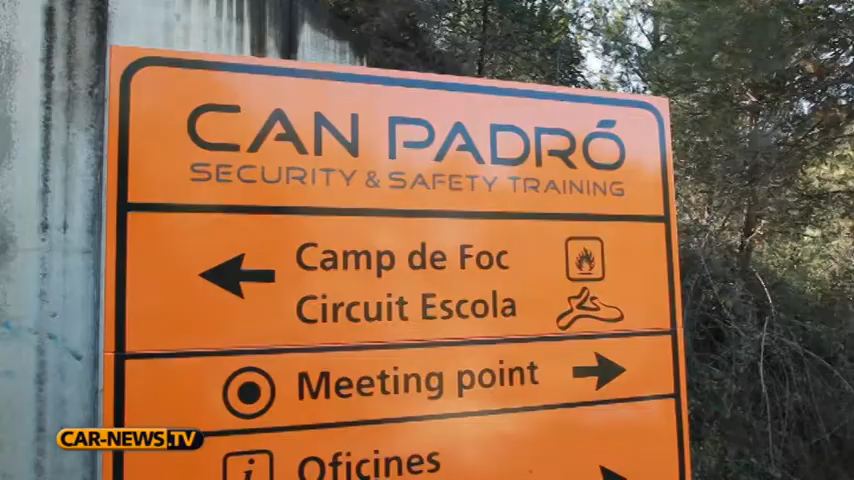 CAN PADRÓ
SECURITY & SAFETY TRAINING
Camp de Foc
Circuit Escola
Meeting point
i Oficines
CAR-NEWS.TV